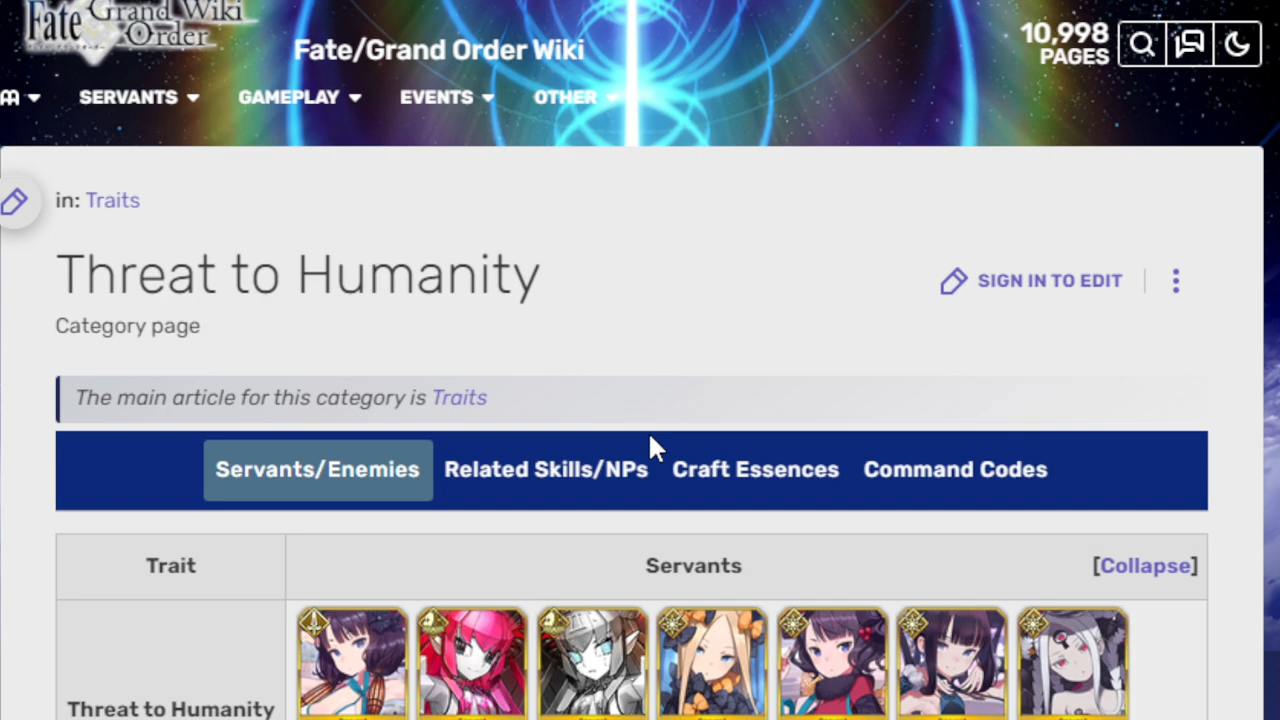 Fate Grand Wiki
Order
Fate/Grand Order Wiki
10,998
PAGES
SERVANTS
GAMEPLAY
EVENTS
OTHER
in: Traits
Threat to Humanity
SIGN IN TO EDIT
Category page
The main article for this category is Traits
Servants/Enemies
Related Skills/NPs
Craft Essences
Command Codes
Trait
Servants
[Collapse]
Threat to Humanity